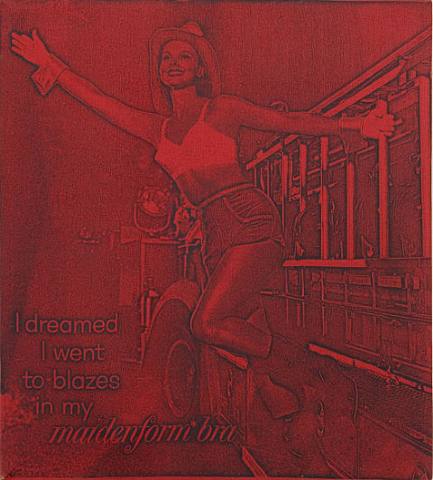 I dreamed
I went
to blazes
in my
maidenform bra